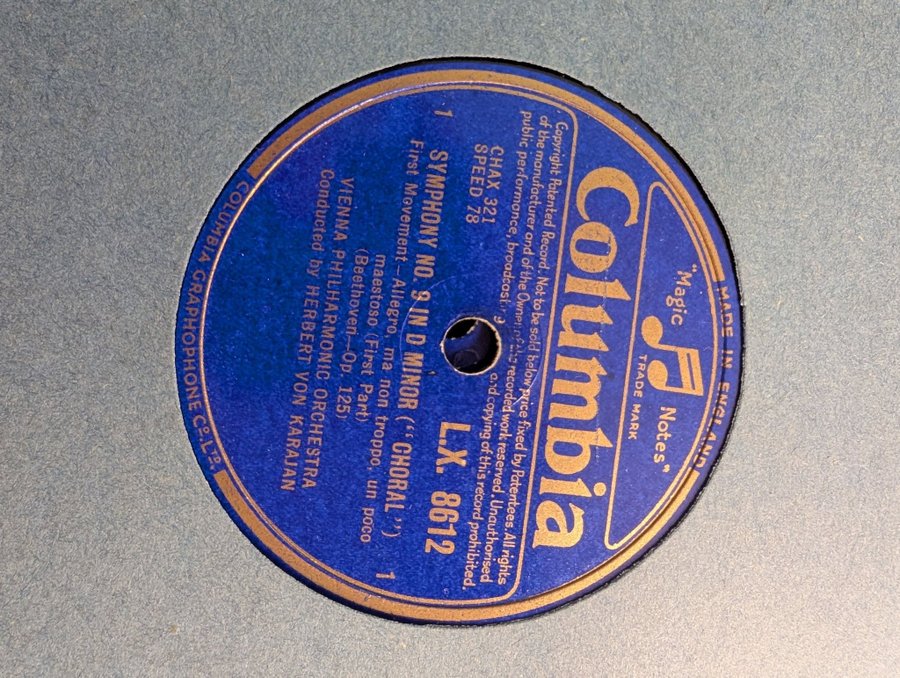 MADE IN ENGLAND
"Magic Notes"
TRADE MARK
Columbia
Copyright Patented Record. Not to be sold below price fixed by Patentees. All rights
of the manufacturer and of the Owner of the recorded work reserved. Unauthorised
public performance, broadcasting and copying of this record prohibited.
CHAX 321
SPEED 78
L.X. 8612
1
SYMPHONY NO. 9 IN D MINOR ("CHORAL")
First Movement - Allegro, ma non troppo, un poco
maestoso (First Part)
(Beethoven - Op. 125)
1
VIENNA PHILHARMONIC ORCHESTRA
Conducted by HERBERT VON KARAJAN
COLUMBIA GRAPHOPHONE CO. LTD.